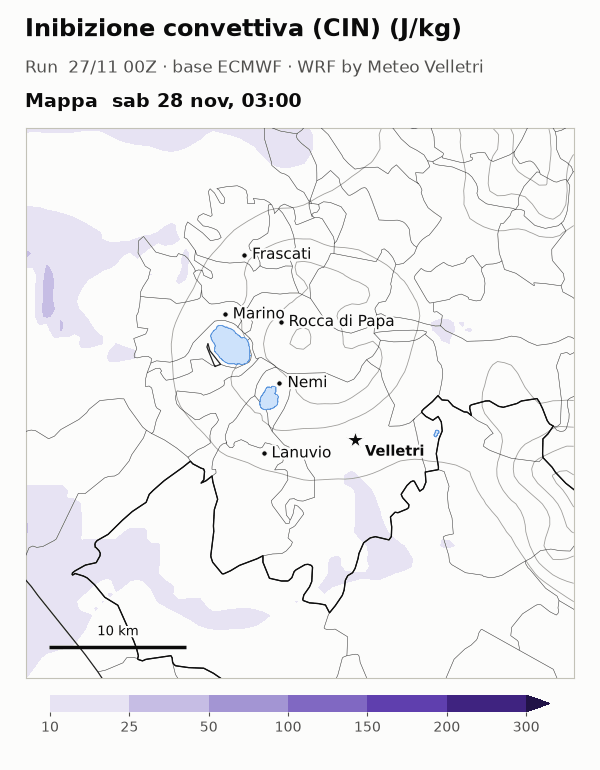 Inibizione convettiva (CIN) (J/kg)
Run  27/11 00Z · base ECMWF · WRF by Meteo Velletri
Mappa  sab 28 nov, 03:00
Frascati
Marino
Rocca di Papa
Nemi
Velletri
Lanuvio
10 km
10 25 50 100 150 200 300